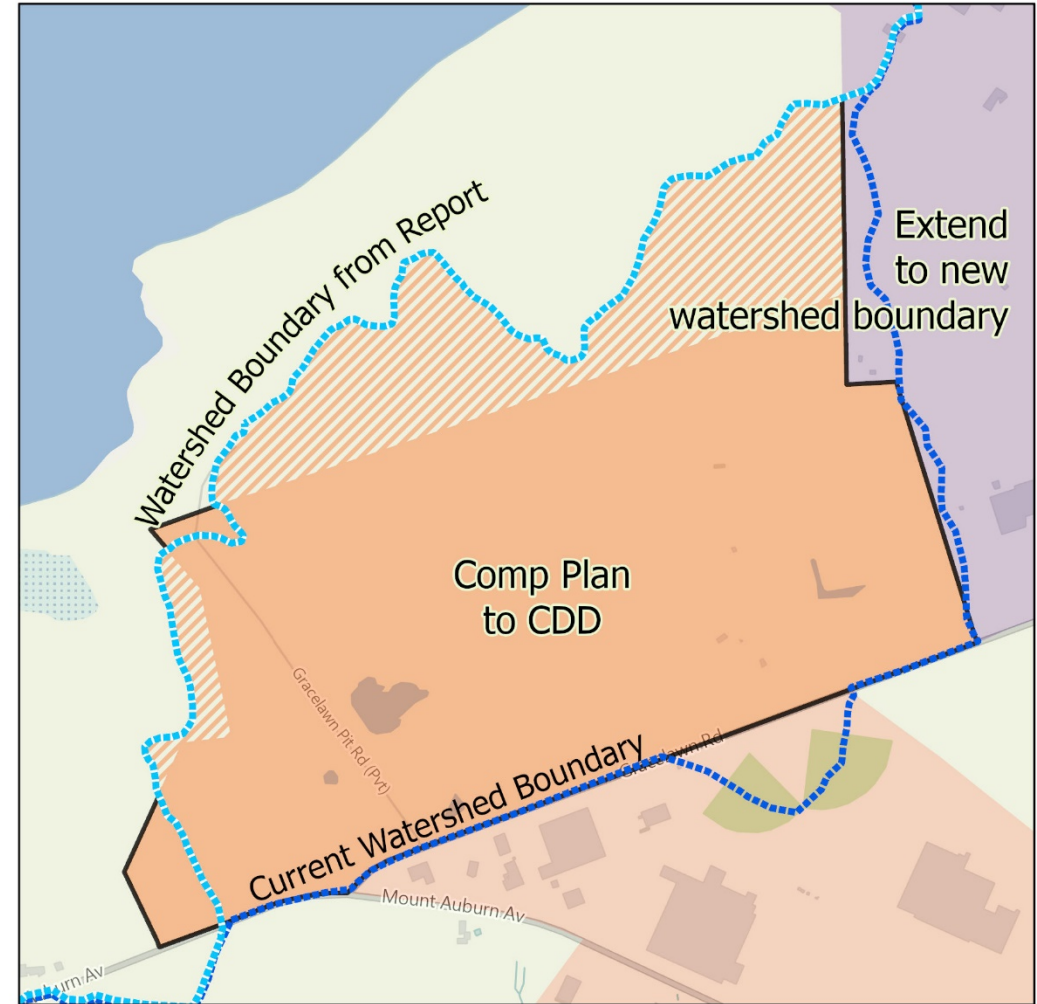 Watershed Boundary from Report
Extend
to new
watershed boundary
Comp Plan
to CDD
Gracelawn Pit Rd (Pvt)
Gracelawn Rd
Current Watershed Boundary
Mount Auburn Av
burn Av